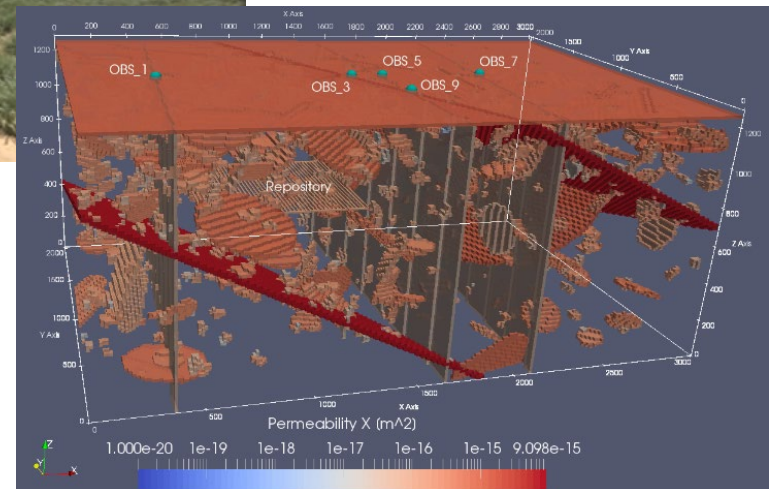 X Axis
0 200 400 600 800 1000 1200 1400 1600 1800 2000 2200 2400 2600 2800 3000
2000
Y Axis
1500
1000
500
0
1200
1000
800
Z Axis
600
400
200
0
OBS_1
OBS_3
OBS_5
OBS_9
OBS_7
Repository
1200
1000
800
Z Axis
600
400
200
0
2000
1500
Y Axis
1000
500
0
0
500
1000
1500
X Axis
2000
2500
3000
Permeability X (m^2)
1.000e-20 1e-19 1e-18 1e-17 1e-16 1e-15 9.098e-15
Z
Y
X